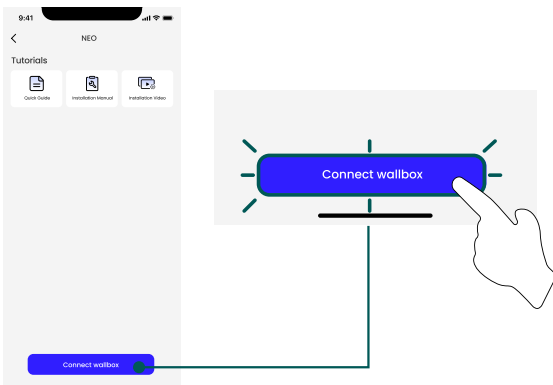 9:41
NEO
Tutorials
Quick Guide
Installation Manual
Installation Video
Connect wallbox
Connect wallbox